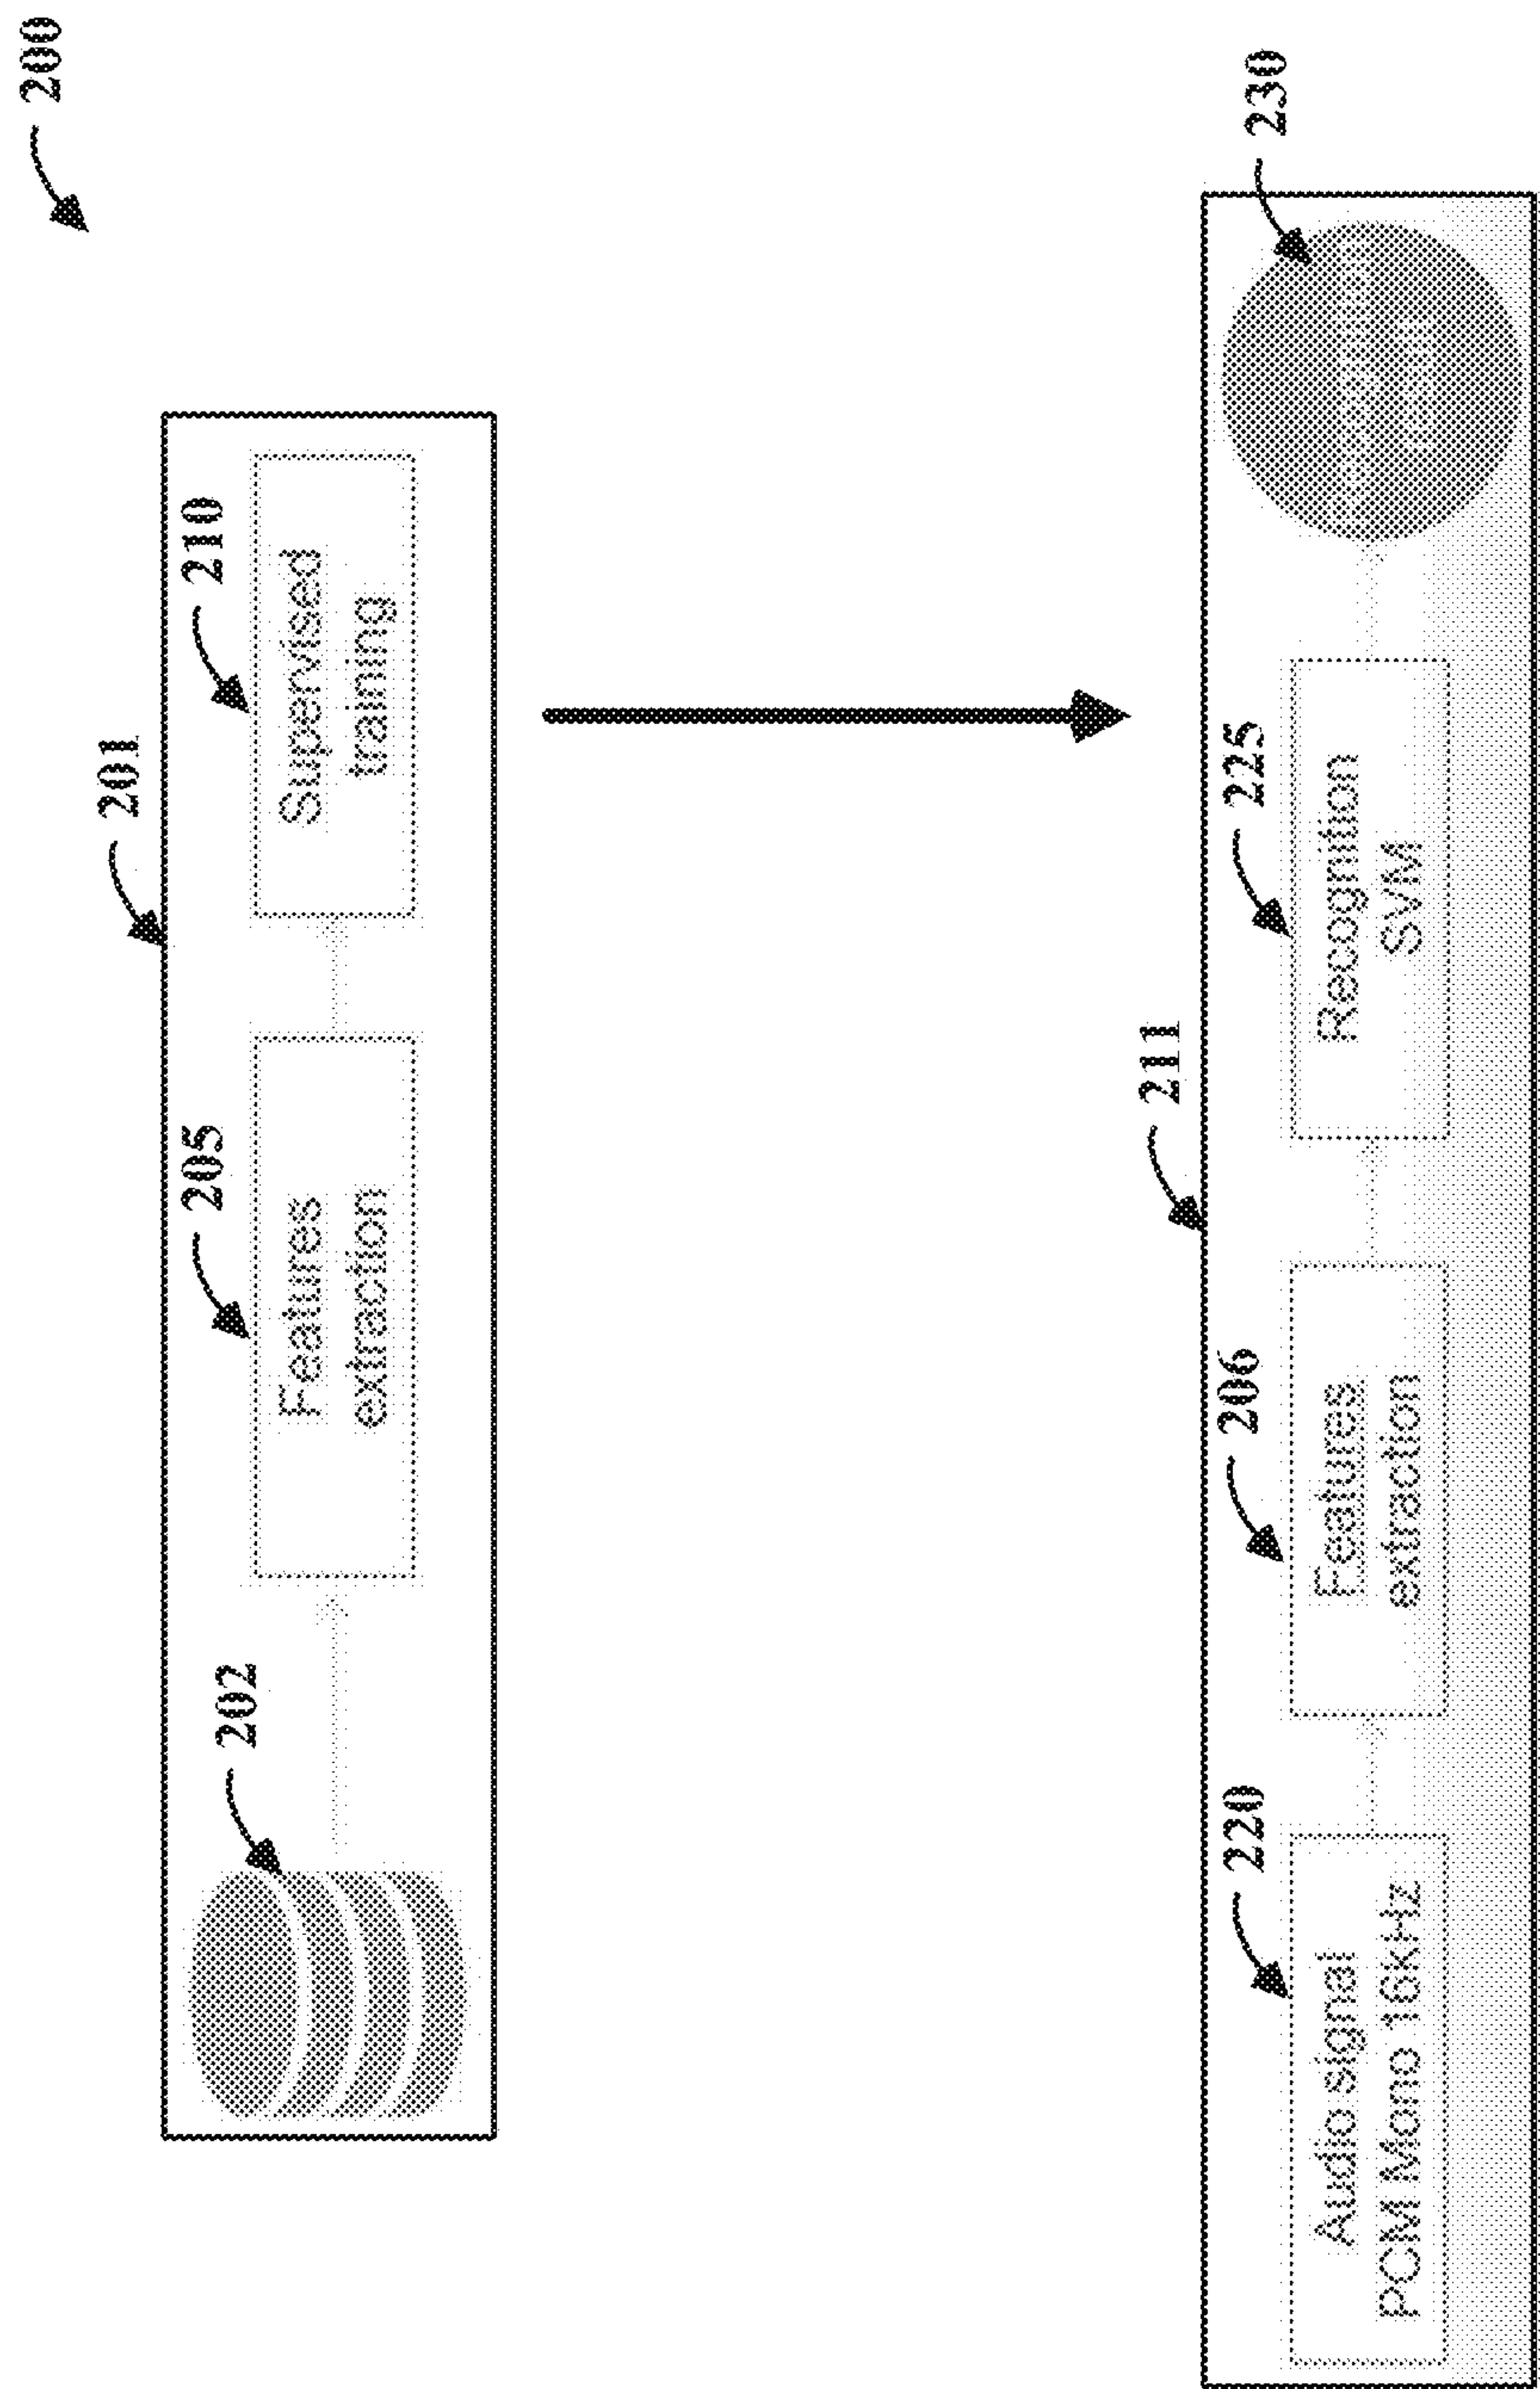 200
201
202
205
Features
extraction
210
Supervised
training
211
220
Audio signal
PCM Mono 16kHz
206
Features
extraction
225
Recognition
SVM
230